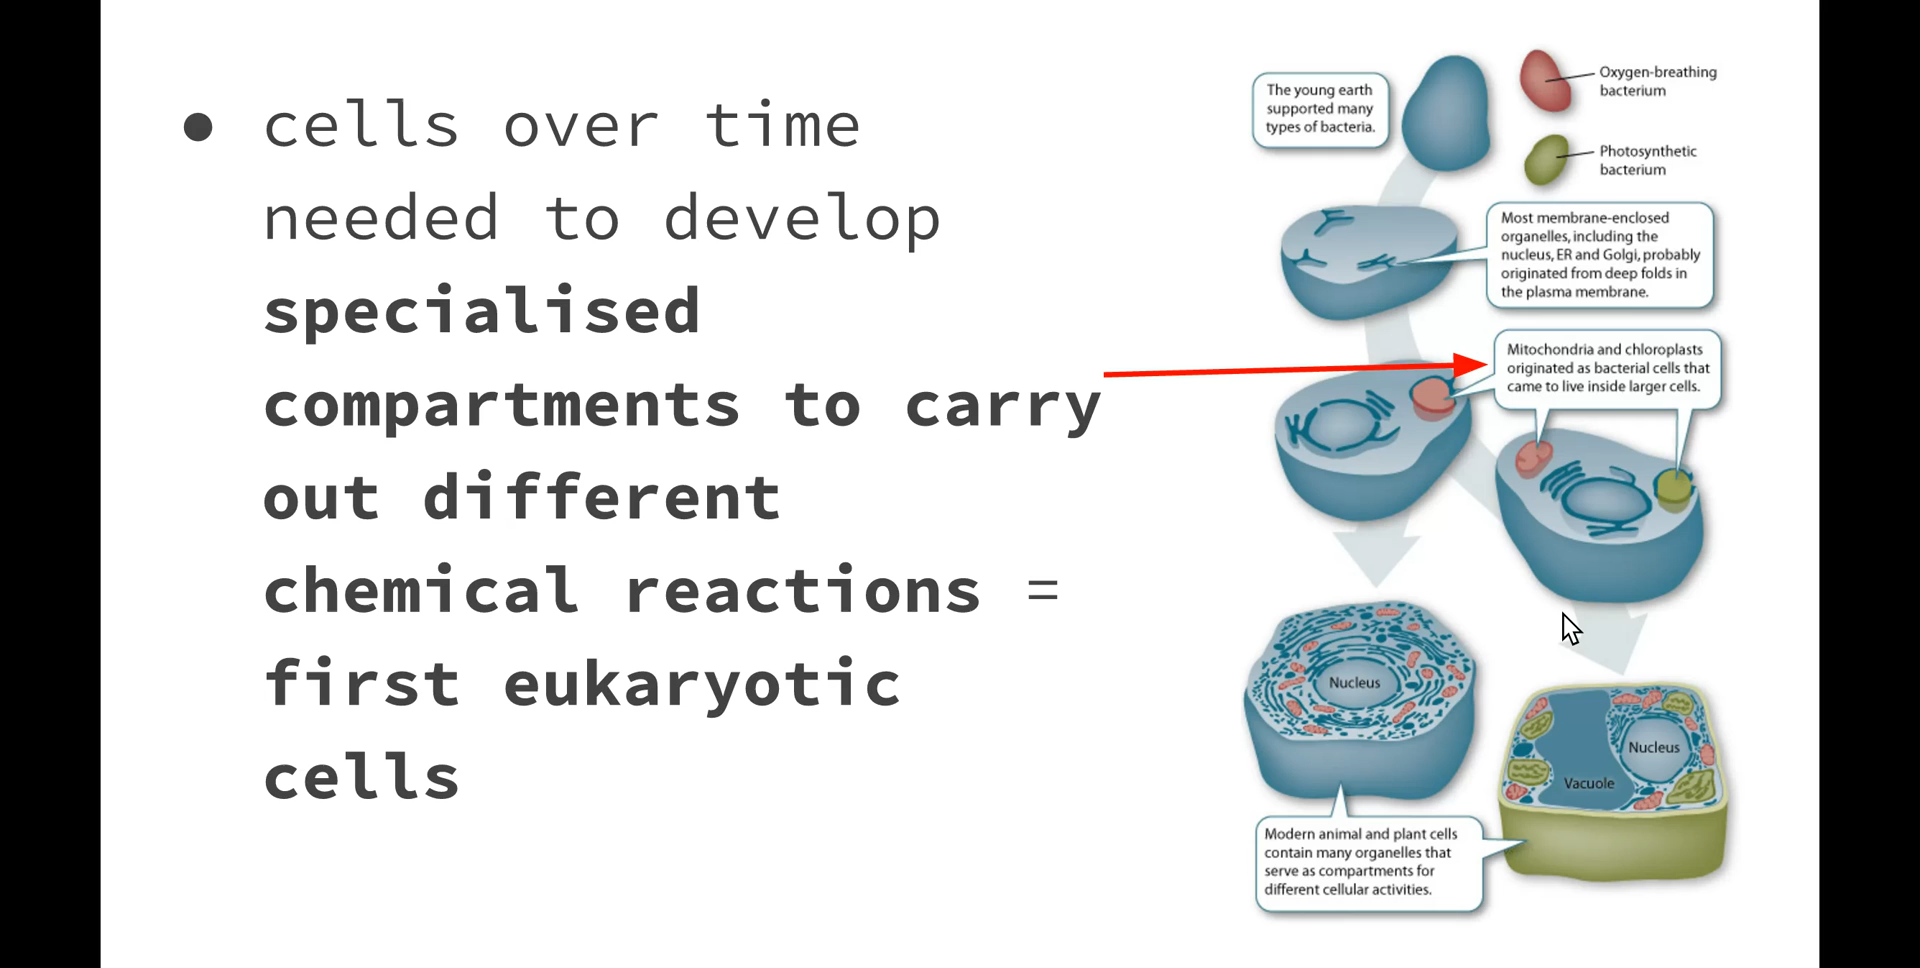 ● cells over time
needed to develop
specialised
compartments to carry
out different
chemical reactions =
first eukaryotic
cells
The young earth
supported many
types of bacteria.
Oxygen-breathing
bacterium
Photosynthetic
bacterium
Most membrane-enclosed
organelles, including the
nucleus, ER and Golgi, probably
originated from deep folds in
the plasma membrane.
Mitochondria and chloroplasts
originated as bacterial cells that
came to live inside larger cells.
Nucleus
Nucleus
Vacuole
Modern animal and plant cells
contain many organelles that
serve as compartments for
different cellular activities.